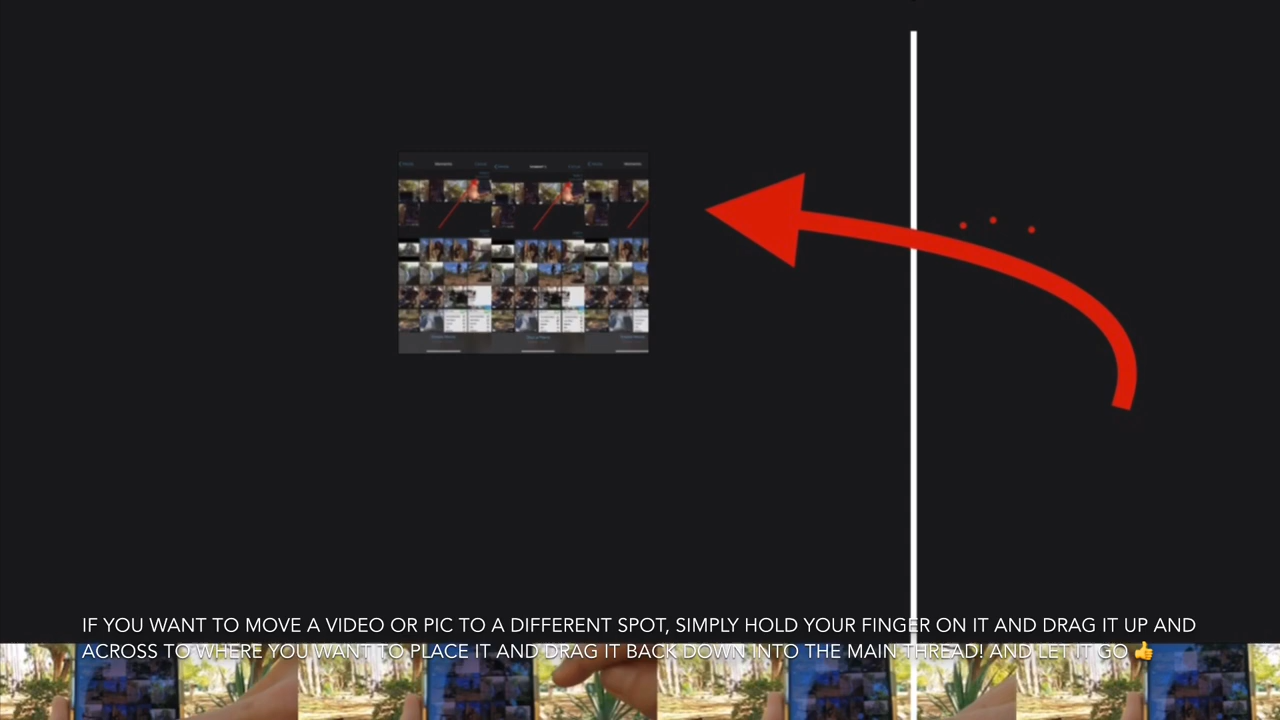 IF YOU WANT TO MOVE A VIDEO OR PIC TO A DIFFERENT SPOT, SIMPLY HOLD YOUR FINGER ON IT AND DRAG IT UP AND
ACROSS TO WHERE YOU WANT TO PLACE IT AND DRAG IT BACK DOWN INTO THE MAIN THREAD! AND LET IT GO 👍